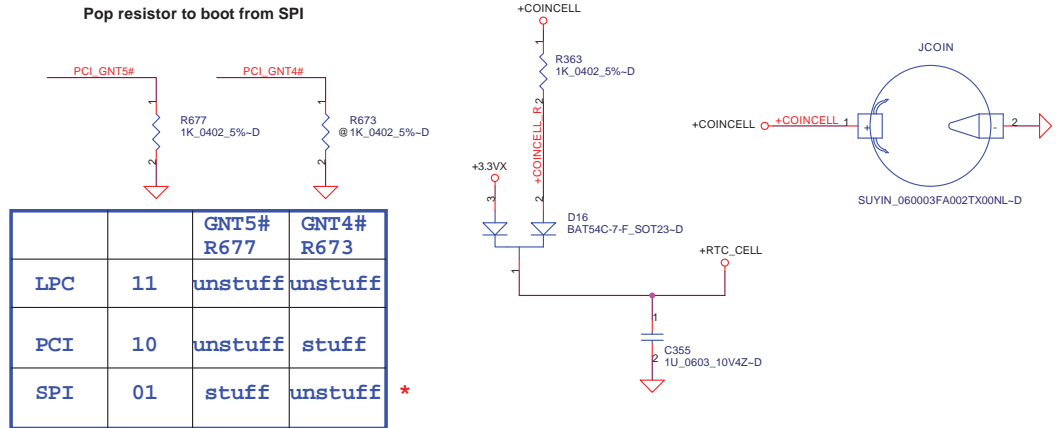 Pop resistor to boot from SPI
PCI_GNT5#
PCI_GNT4#
1
R677
1K_0402_5%~D
2
1
R673
@ 1K_0402_5%~D
2
GNT5# GNT4#
R677 R673
LPC 11 unstuff unstuff
PCI 10 unstuff stuff
SPI 01 stuff unstuff *
+COINCELL
1
R363
1K_0402_5%~D
2
+COINCELL_R
+3.3VX
3
2
D16
BAT54C-7-F_SOT23~D
1
+RTC_CELL
1
C355
1U_0603_10V4Z~D
2
JCOIN
+COINCELL
+COINCELL
1
+
-
2
SUYIN_060003FA002TX00NL~D